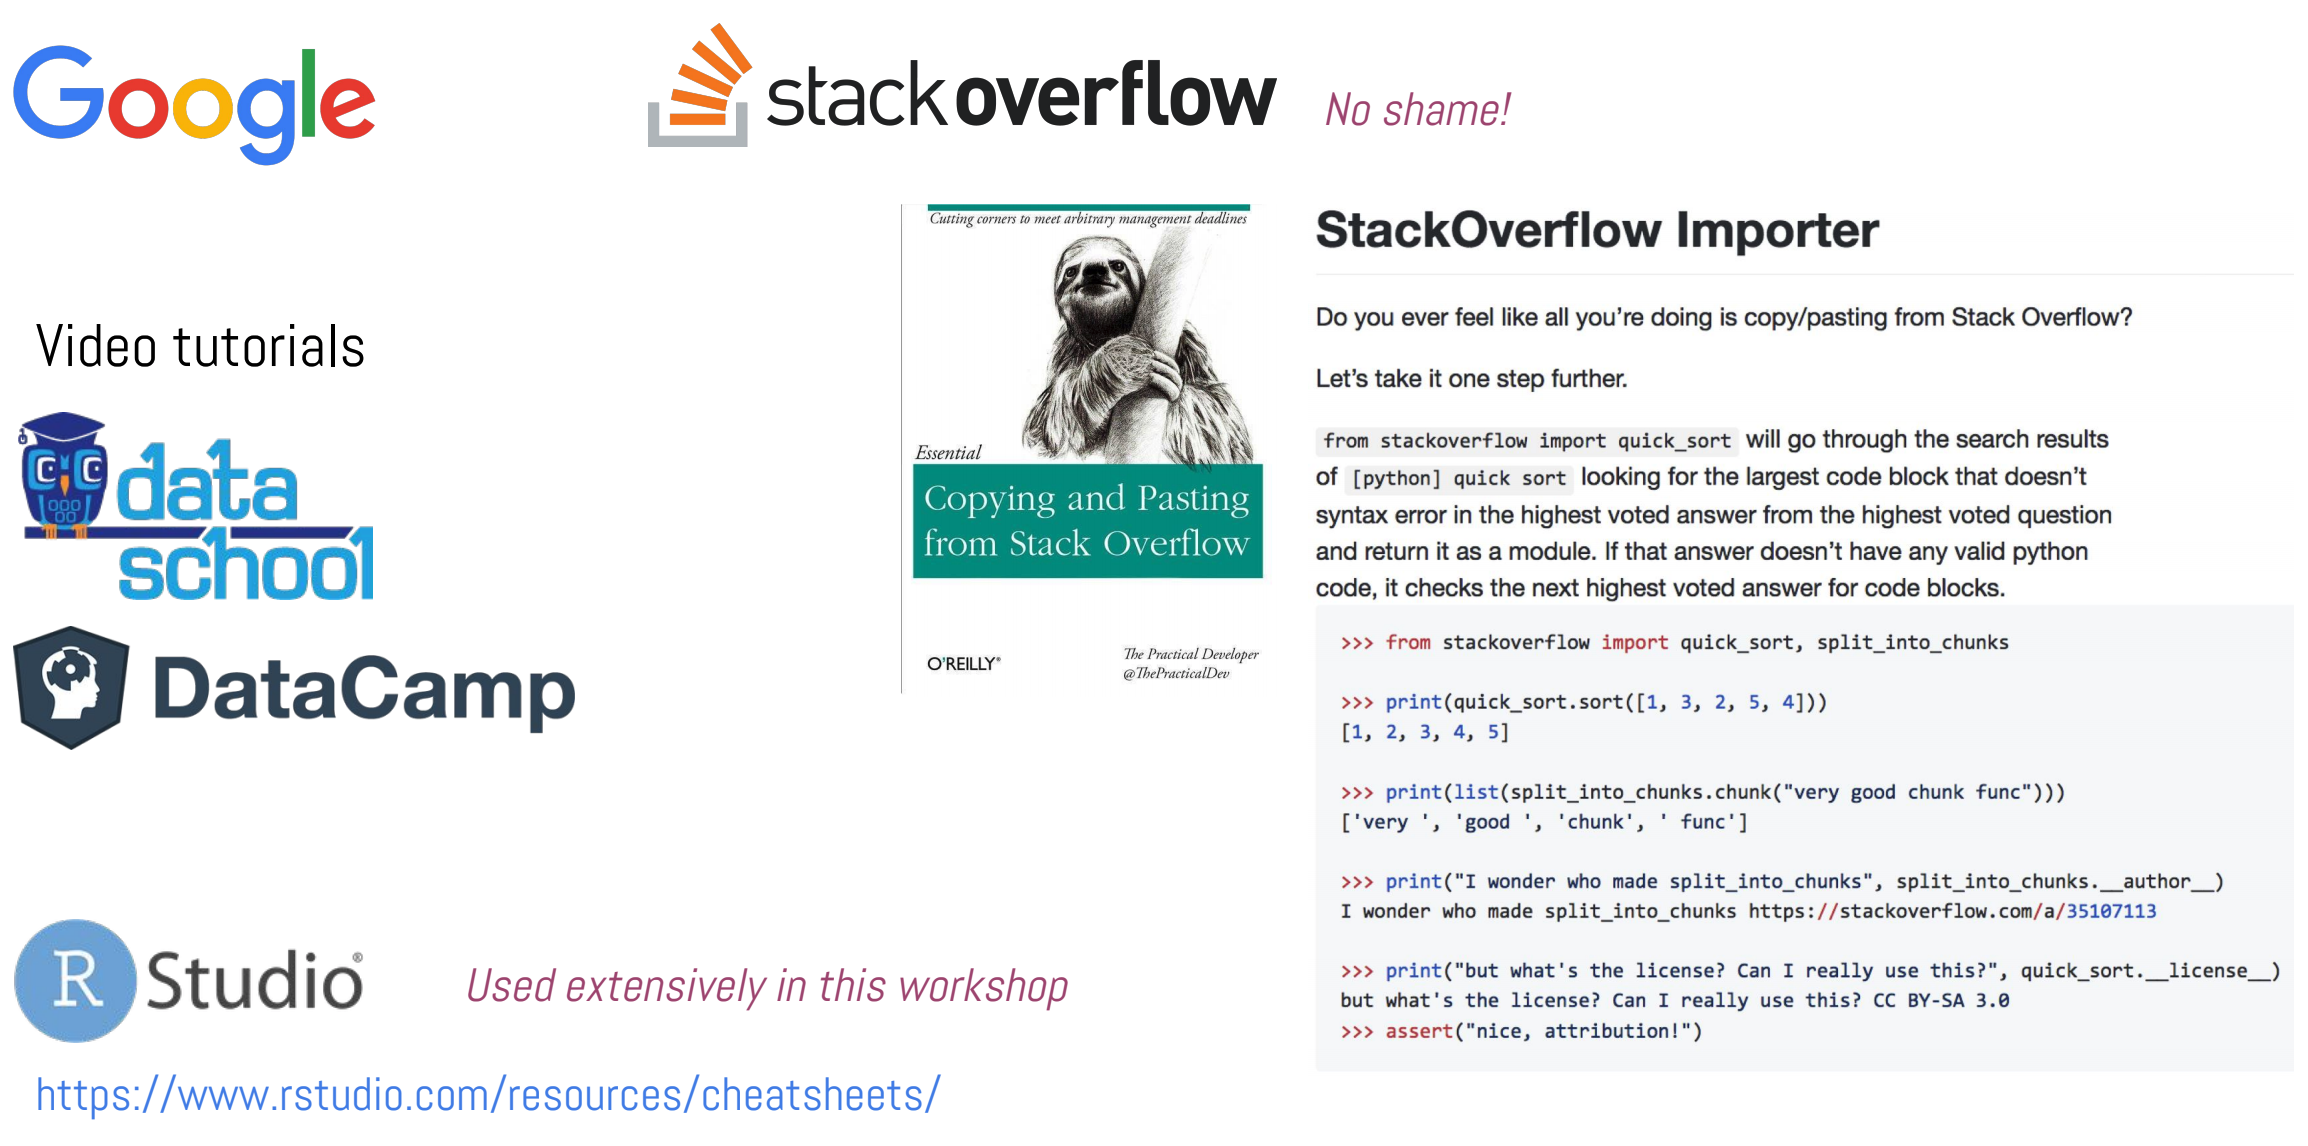 Google
stack overflow
No shame!
Video tutorials
data
school
DataCamp
R Studio®
Used extensively in this workshop
https://www.rstudio.com/resources/cheatsheets/
Cutting corners to meet arbitrary management deadlines
Essential
Copying and Pasting
from Stack Overflow
O'REILLY®
The Practical Developer
@ThePracticalDev
StackOverflow Importer
Do you ever feel like all you’re doing is copy/pasting from Stack Overflow?
Let’s take it one step further.
from stackoverflow import quick_sort will go through the search results
of [python] quick sort looking for the largest code block that doesn’t
syntax error in the highest voted answer from the highest voted question
and return it as a module. If that answer doesn’t have any valid python
code, it checks the next highest voted answer for code blocks.
>>> from stackoverflow import quick_sort, split_into_chunks
>>> print(quick_sort.sort([1, 3, 2, 5, 4]))
[1, 2, 3, 4, 5]
>>> print(list(split_into_chunks.chunk("very good chunk func")))
['very ', 'good ', 'chunk', ' func']
>>> print("I wonder who made split_into_chunks", split_into_chunks.__author__)
I wonder who made split_into_chunks https://stackoverflow.com/a/35107113
>>> print("but what's the license? Can I really use this?", quick_sort.__license__)
but what's the license? Can I really use this? CC BY-SA 3.0
>>> assert("nice, attribution!")